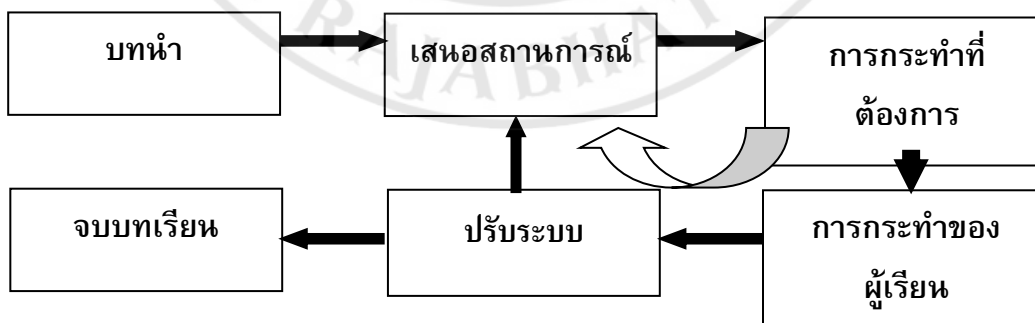 บทนำ
เสนอสถานการณ์
การกระทำที่
ต้องการ
จบบทเรียน
ปรับระบบ
การกระทำของ
ผู้เรียน
RAJABHAT